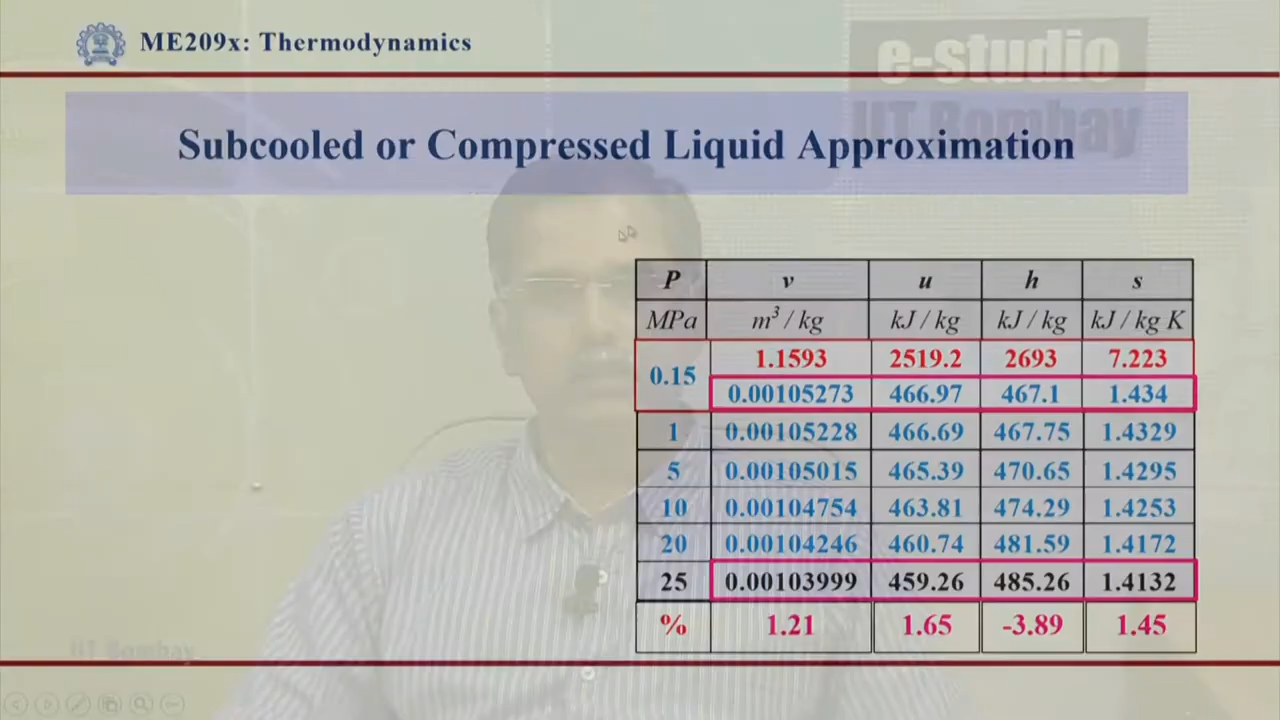 ME209x: Thermodynamics
e-studio
IIT Bombay
Subcooled or Compressed Liquid Approximation
P v u h s
MPa m³ / kg kJ / kg kJ / kg kJ / kg K
0.15 1.1593 2519.2 2693 7.223
0.00105273 466.97 467.1 1.434
1 0.00105228 466.69 467.75 1.4329
5 0.00105015 465.39 470.65 1.4295
10 0.00104754 463.81 474.29 1.4253
20 0.00104246 460.74 481.59 1.4172
25 0.00103999 459.26 485.26 1.4132
% 1.21 1.65 -3.89 1.45
IIT Bombay